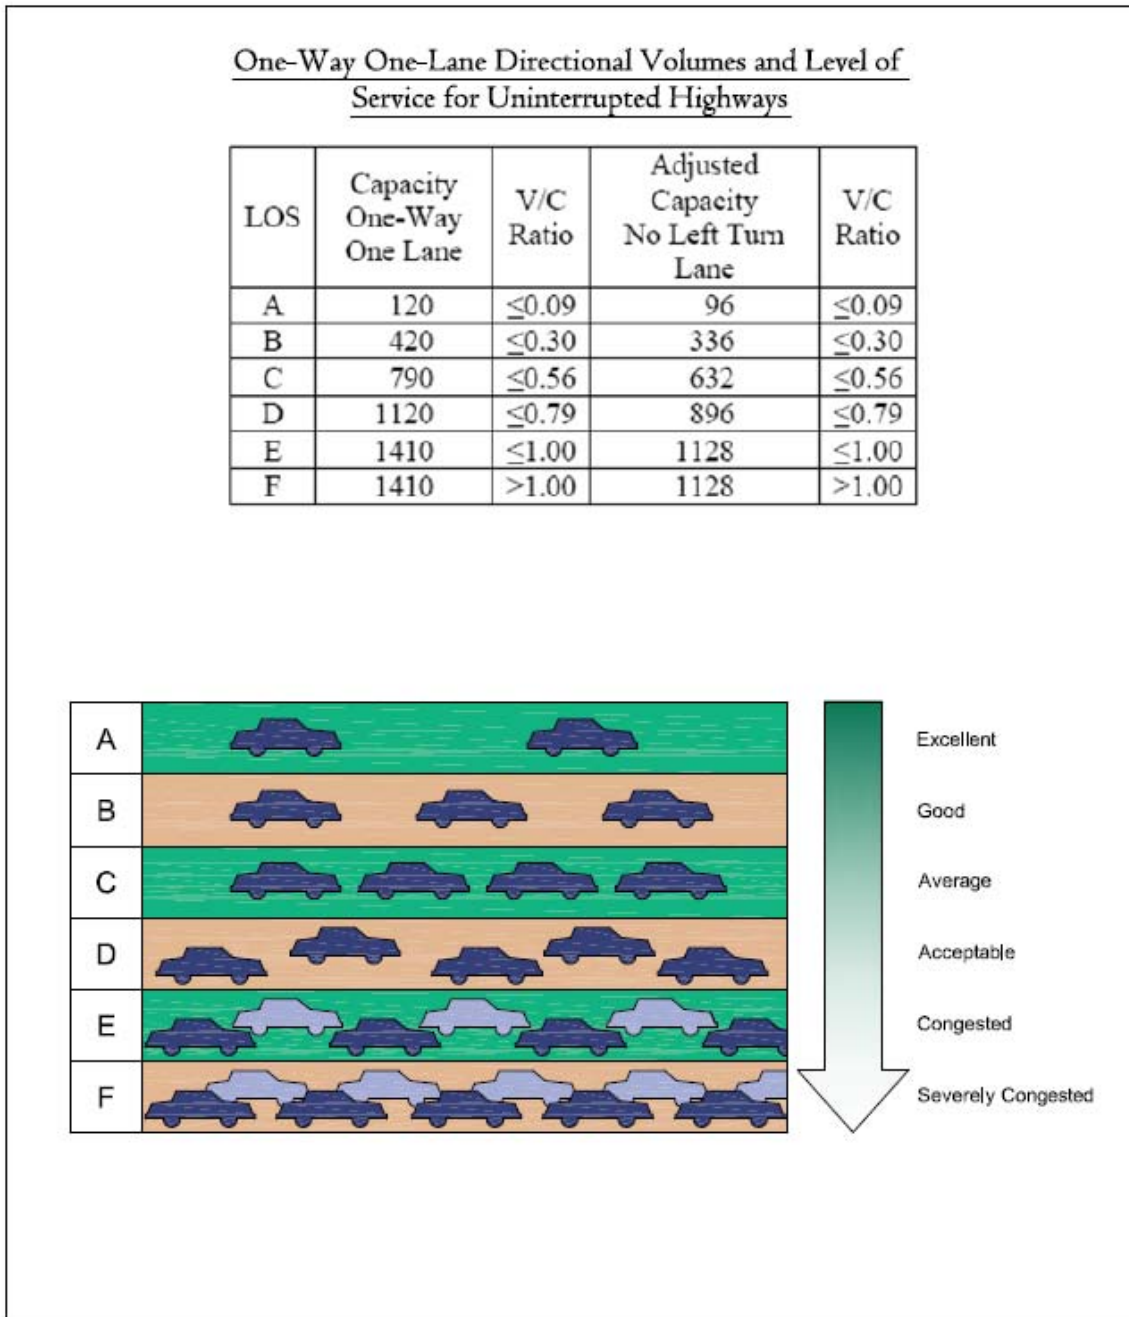 One-Way One-Lane Directional Volumes and Level of
Service for Uninterrupted Highways
LOS Capacity One-Way One Lane V/C Ratio Adjusted Capacity No Left Turn Lane V/C Ratio
A 120 ≤0.09 96 ≤0.09
B 420 ≤0.30 336 ≤0.30
C 790 ≤0.56 632 ≤0.56
D 1120 ≤0.79 896 ≤0.79
E 1410 ≤1.00 1128 ≤1.00
F 1410 >1.00 1128 >1.00
A Excellent
B Good
C Average
D Acceptable
E Congested
F Severely Congested